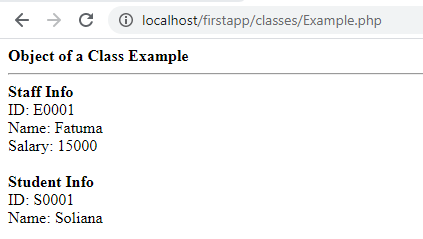 localhost/firstapp/classes/Example.php
Object of a Class Example
Staff Info
ID: E0001
Name: Fatuma
Salary: 15000
Student Info
ID: S0001
Name: Soliana